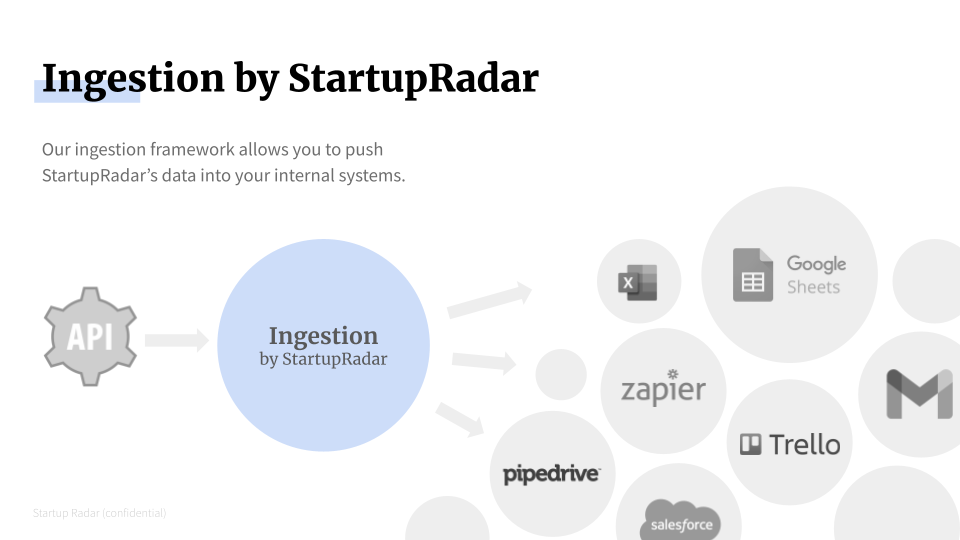 Ingestion by StartupRadar
Our ingestion framework allows you to push
StartupRadar’s data into your internal systems.
API
Ingestion
by StartupRadar
X
Google
Sheets
zapier
Trello
pipedrive
salesforce
Startup Radar (confidential)